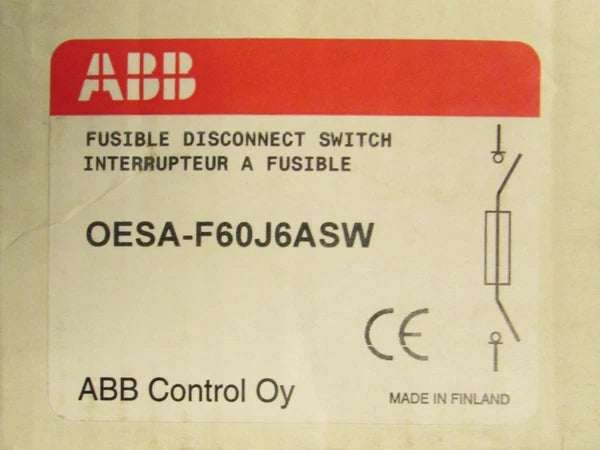 ABB
FUSIBLE DISCONNECT SWITCH
INTERRUPTEUR A FUSIBLE
OESA-F60J6ASW
CE
ABB Control Oy
MADE IN FINLAND